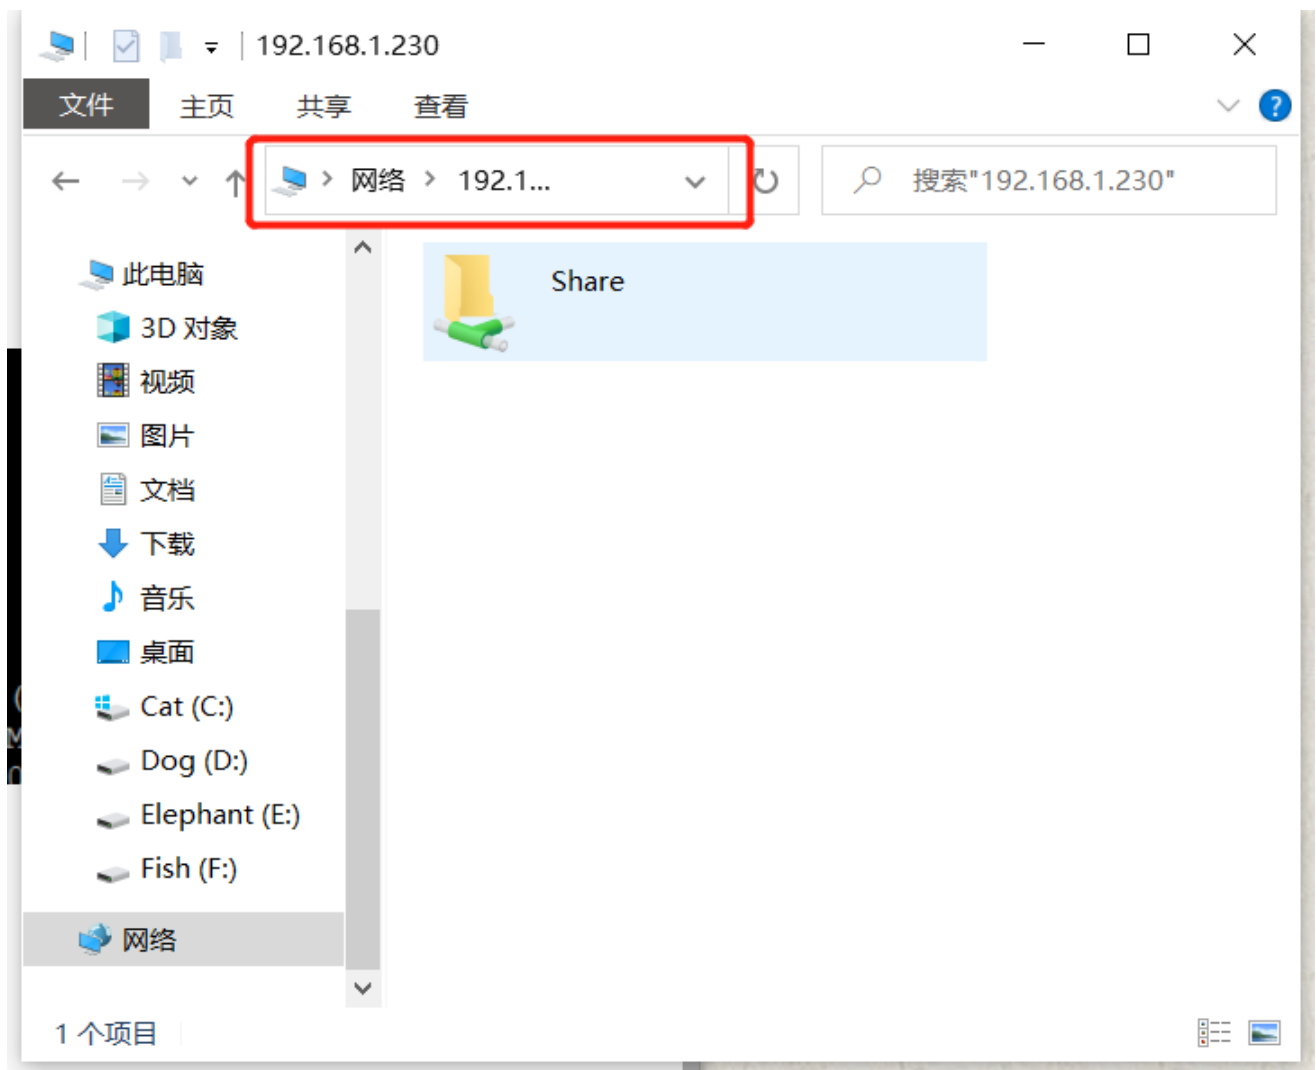 192.168.1.230
文件 主页 共享 查看
网络 192.1... 搜索"192.168.1.230"
此电脑
3D 对象
视频
图片
文档
下载
音乐
桌面
Cat (C:)
Dog (D:)
Elephant (E:)
Fish (F:)
网络
Share
1 个项目